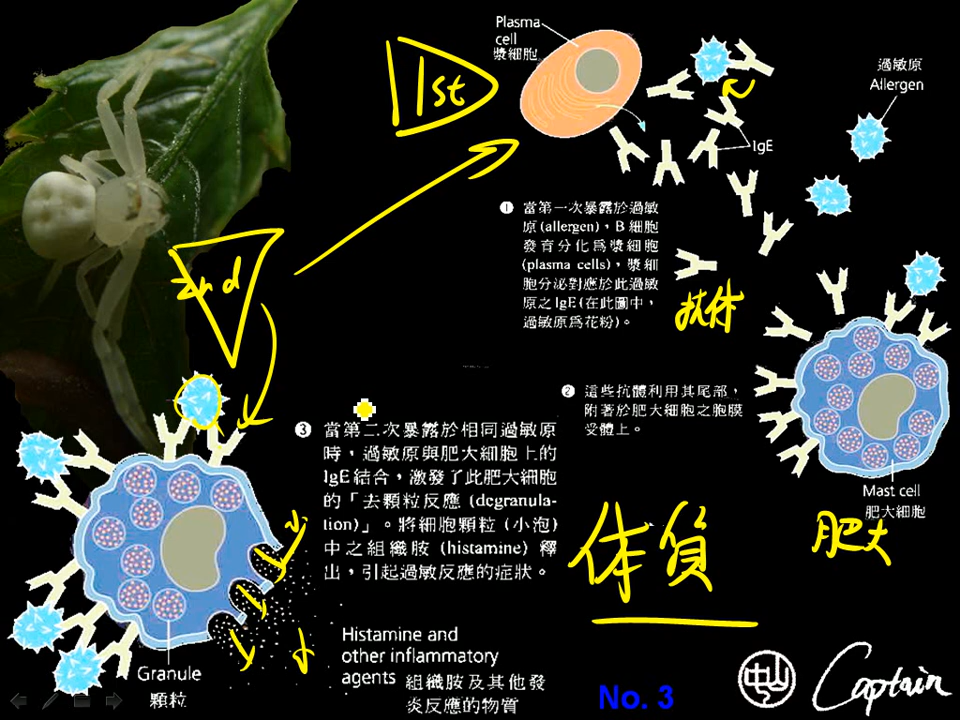 Plasma
cell
漿細胞
1st
過敏原
Allergen
IgE
❶ 當第一次暴露於過敏
原(allergen)，B 細胞
發育分化為漿細胞
(plasma cells)，漿細
胞分泌對應於此過敏
原之IgE(在此圖中，
過敏原為花粉)。
2nd
抗体
❷ 這些抗體利用其尾部，
附著於肥大細胞之胞膜
受體上。
❸ 當第二次暴露於相同過敏原
時，過敏原與肥大細胞上的
IgE結合，激發了此肥大細胞
的「去顆粒反應 (degranula-
tion)」。將細胞顆粒 (小泡)
中之組織胺 (histamine) 釋
出，引起過敏反應的症狀。
Mast cell
肥大細胞
肥大
体質
Histamine and
other inflammatory
agents 組織胺及其他發
炎反應的物質
Granule
顆粒
No. 3
Captain